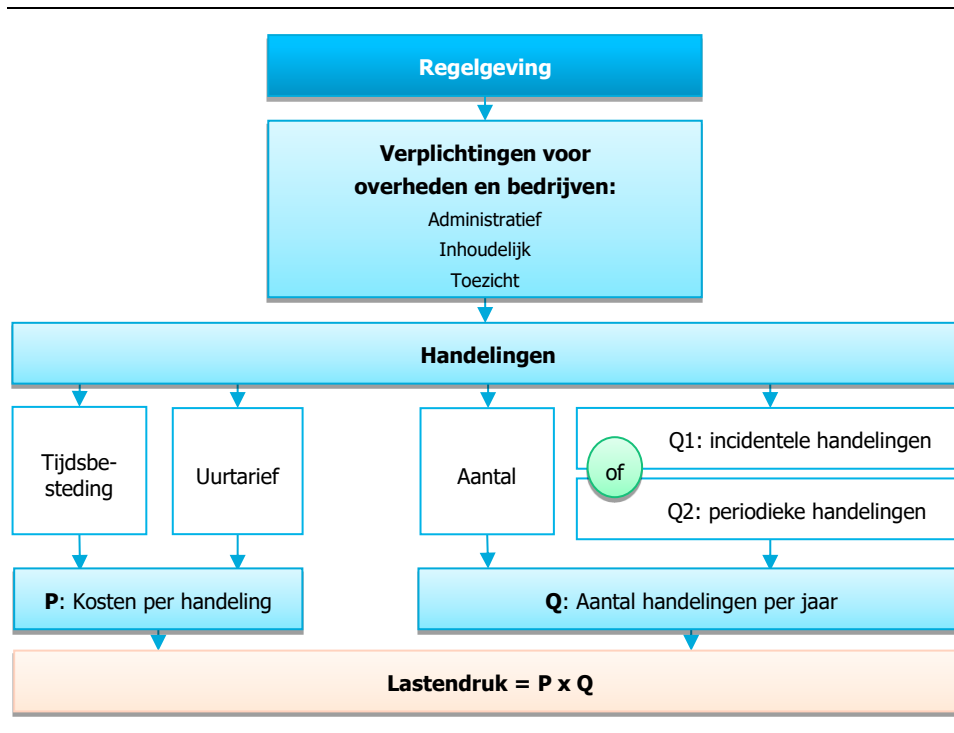 Regelgeving
Verplichtingen voor
overheden en bedrijven:
Administratief
Inhoudelijk
Toezicht
Handelingen
Tijdsbe-
steding
Uurtarief
Aantal
Q1: incidentele handelingen
of
Q2: periodieke handelingen
P: Kosten per handeling
Q: Aantal handelingen per jaar
Lastendruk = P x Q